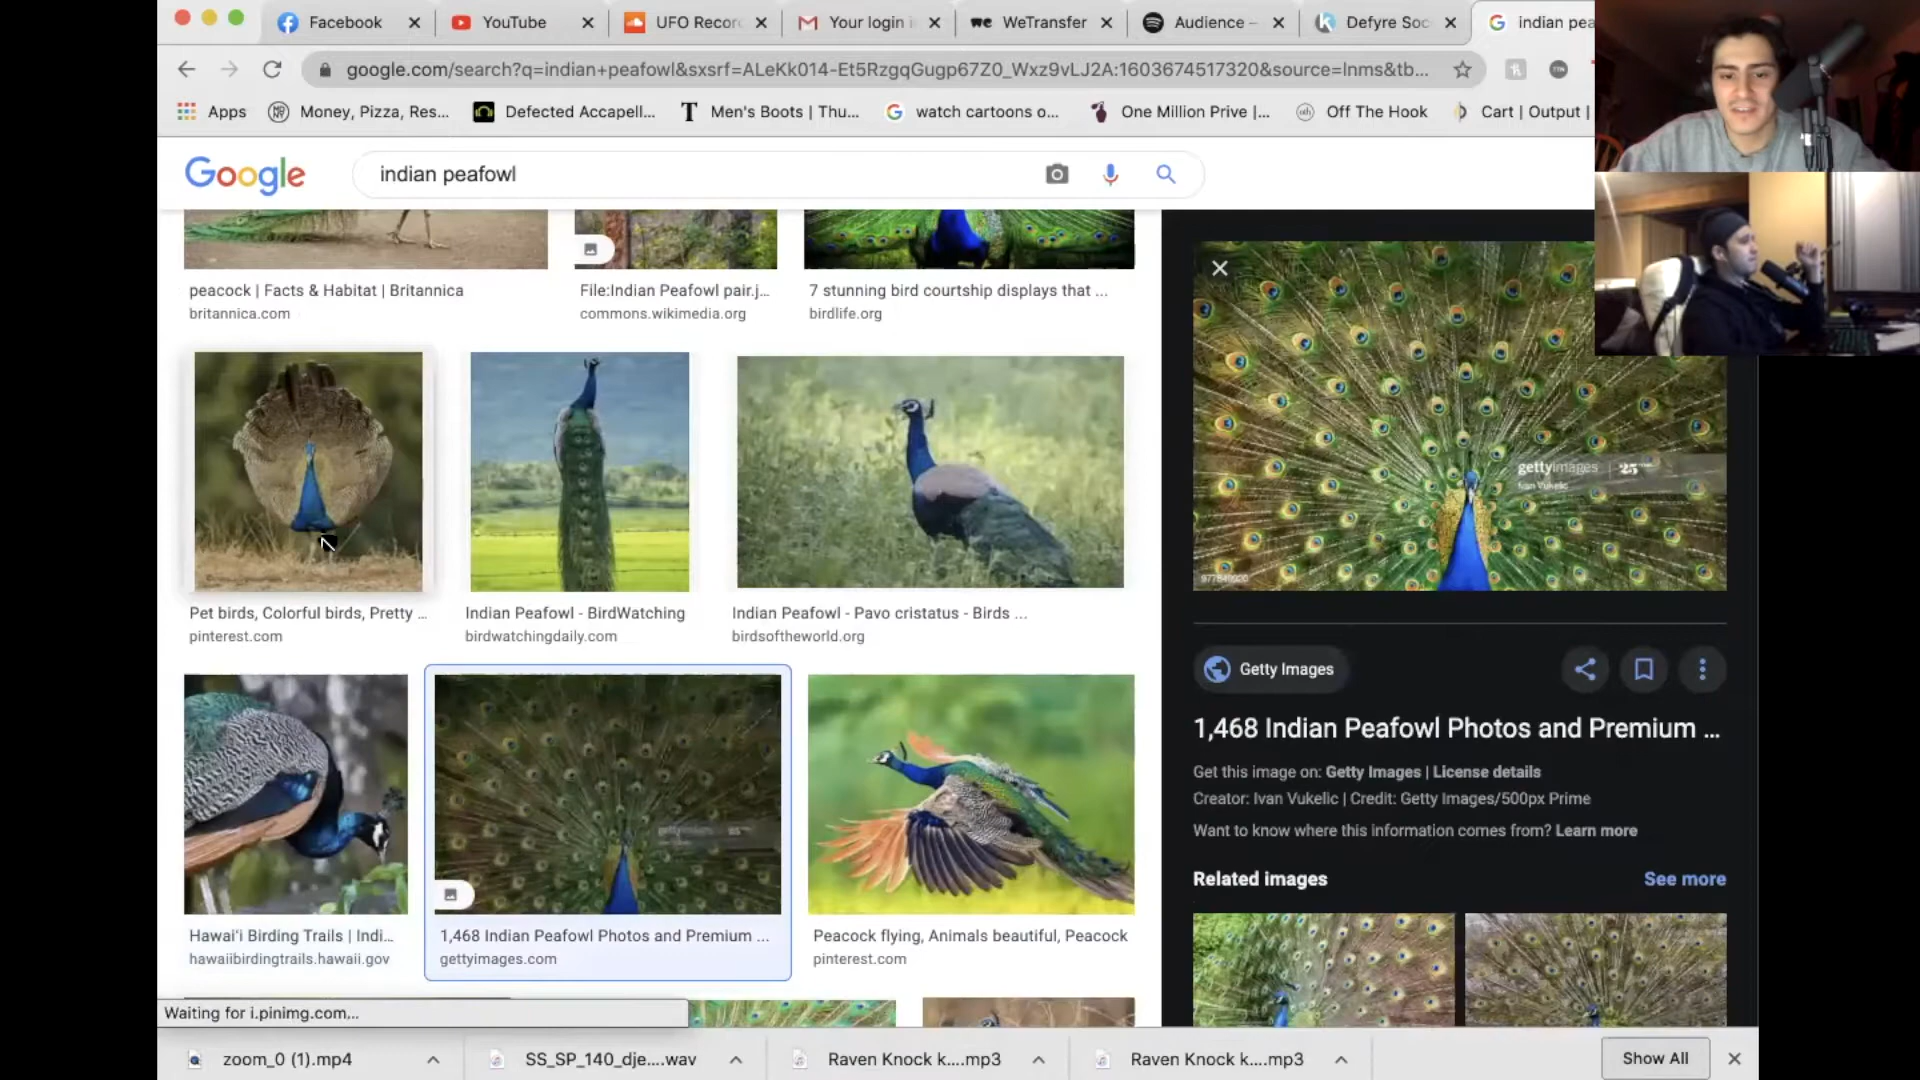 Facebook
YouTube
UFO Recor
Your login i
WeTransfer
Audience –
Defyre Soc
indian pea
google.com/search?q=indian+peafowl&sxsrf=ALeKk014-Et5RzgqGugp67Z0_Wxz9vLJ2A:1603674517320&source=lnms&tb...
Apps
Money, Pizza, Res...
Defected Accapell...
Men's Boots | Thu...
watch cartoons o...
One Million Prive |...
Off The Hook
Cart | Output |
Google
indian peafowl
peacock | Facts & Habitat | Britannica
britannica.com
File:Indian Peafowl pair.j...
commons.wikimedia.org
7 stunning bird courtship displays that ...
birdlife.org
Pet birds, Colorful birds, Pretty ...
pinterest.com
Indian Peafowl - BirdWatching
birdwatchingdaily.com
Indian Peafowl - Pavo cristatus - Birds ...
birdsoftheworld.org
Hawai'i Birding Trails | Indi...
hawaiibirdingtrails.hawaii.gov
1,468 Indian Peafowl Photos and Premium ...
gettyimages.com
Peacock flying, Animals beautiful, Peacock
pinterest.com
gettyimages | 25
Ivan Vukelic
Getty Images
1,468 Indian Peafowl Photos and Premium ...
Get this image on: Getty Images | License details
Creator: Ivan Vukelic | Credit: Getty Images/500px Prime
Want to know where this information comes from? Learn more
Related images
See more
Waiting for i.pinimg.com...
zoom_0 (1).mp4
SS_SP_140_dje....wav
Raven Knock k....mp3
Raven Knock k....mp3
Show All